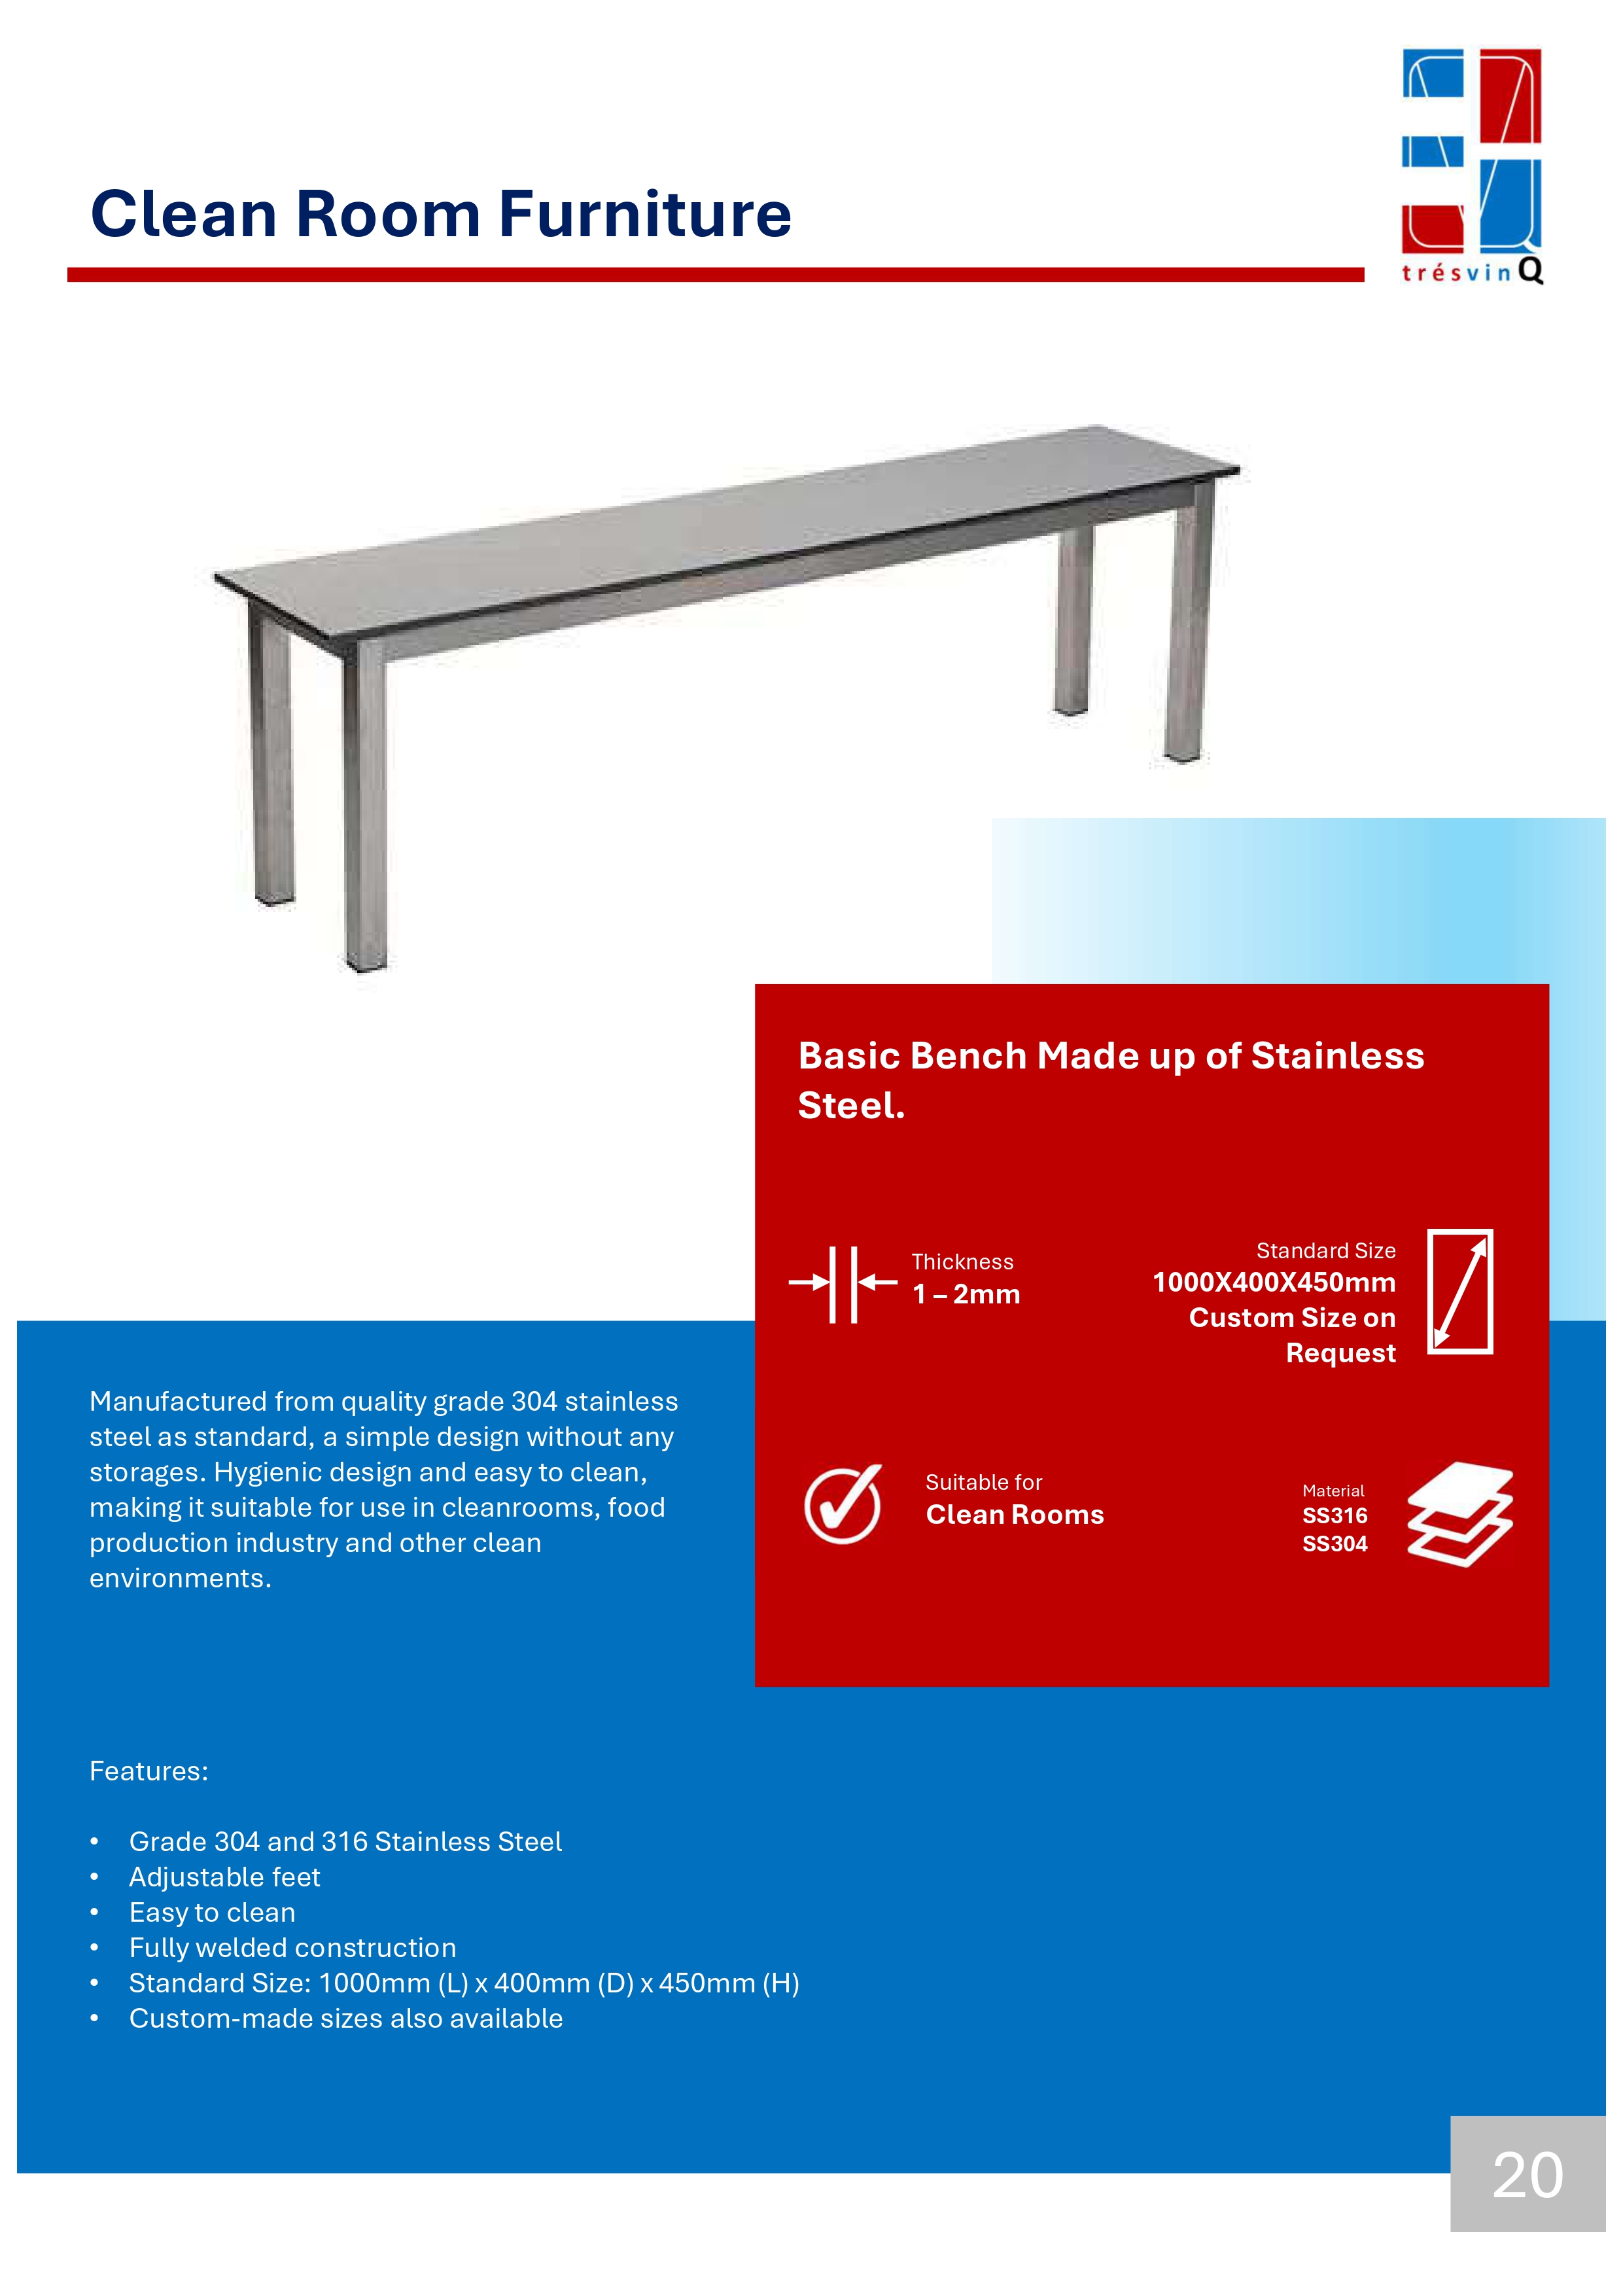 Clean Room Furniture
trésvinQ
Basic Bench Made up of Stainless
Steel.
Thickness
1 – 2mm
Standard Size
1000X400X450mm
Custom Size on
Request
Suitable for
Clean Rooms
Material
SS316
SS304
Manufactured from quality grade 304 stainless
steel as standard, a simple design without any
storages. Hygienic design and easy to clean,
making it suitable for use in cleanrooms, food
production industry and other clean
environments.
Features:
• Grade 304 and 316 Stainless Steel
• Adjustable feet
• Easy to clean
• Fully welded construction
• Standard Size: 1000mm (L) x 400mm (D) x 450mm (H)
• Custom-made sizes also available
20